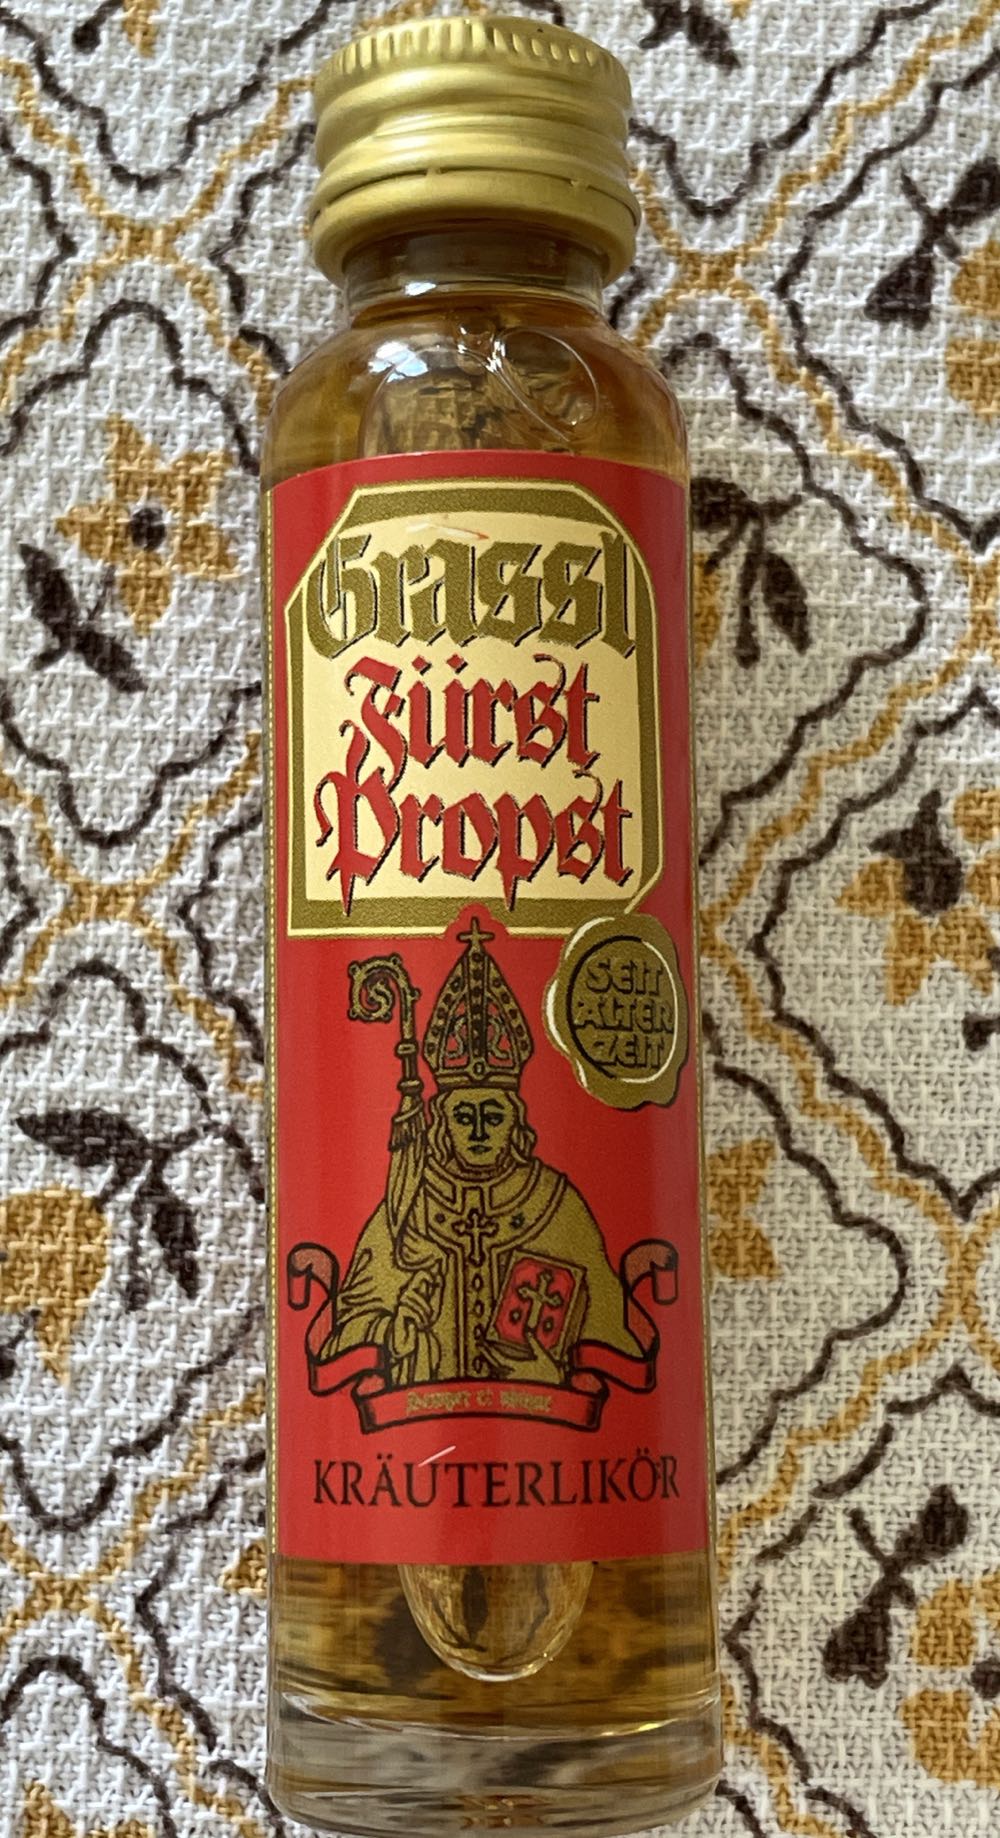 Grassl
Fürst
Propst
SEIT
ALTER
ZEIT
KRÄUTERLIKÖR